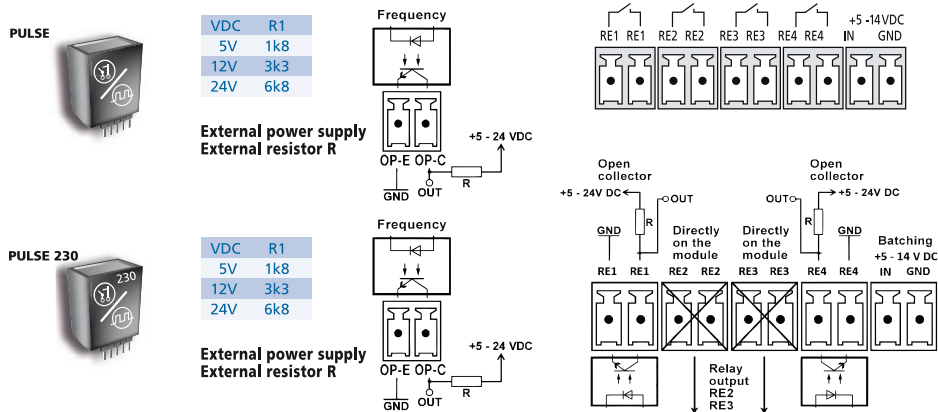 PULSE
VDC R1
5V 1k8
12V 3k3
24V 6k8
External power supply
External resistor R
Frequency
+5 - 24 VDC
OP-E OP-C
R
OUT
GND
RE1 RE1 RE2 RE2 RE3 RE3 RE4 RE4
+5 -14VDC
IN GND
PULSE 230
230
VDC R1
5V 1k8
12V 3k3
24V 6k8
External power supply
External resistor R
Frequency
+5 - 24 VDC
OP-E OP-C
R
OUT
GND
Open
collector
+5 - 24V DC
OUT
R
GND
Directly
on the
module
Directly
on the
module
Open
collector
+5 - 24V DC
OUT
R
GND
Batching
+5 - 14 V DC
RE1 RE1 RE2 RE2 RE3 RE3 RE4 RE4 IN GND
Relay
output
RE2
RE3